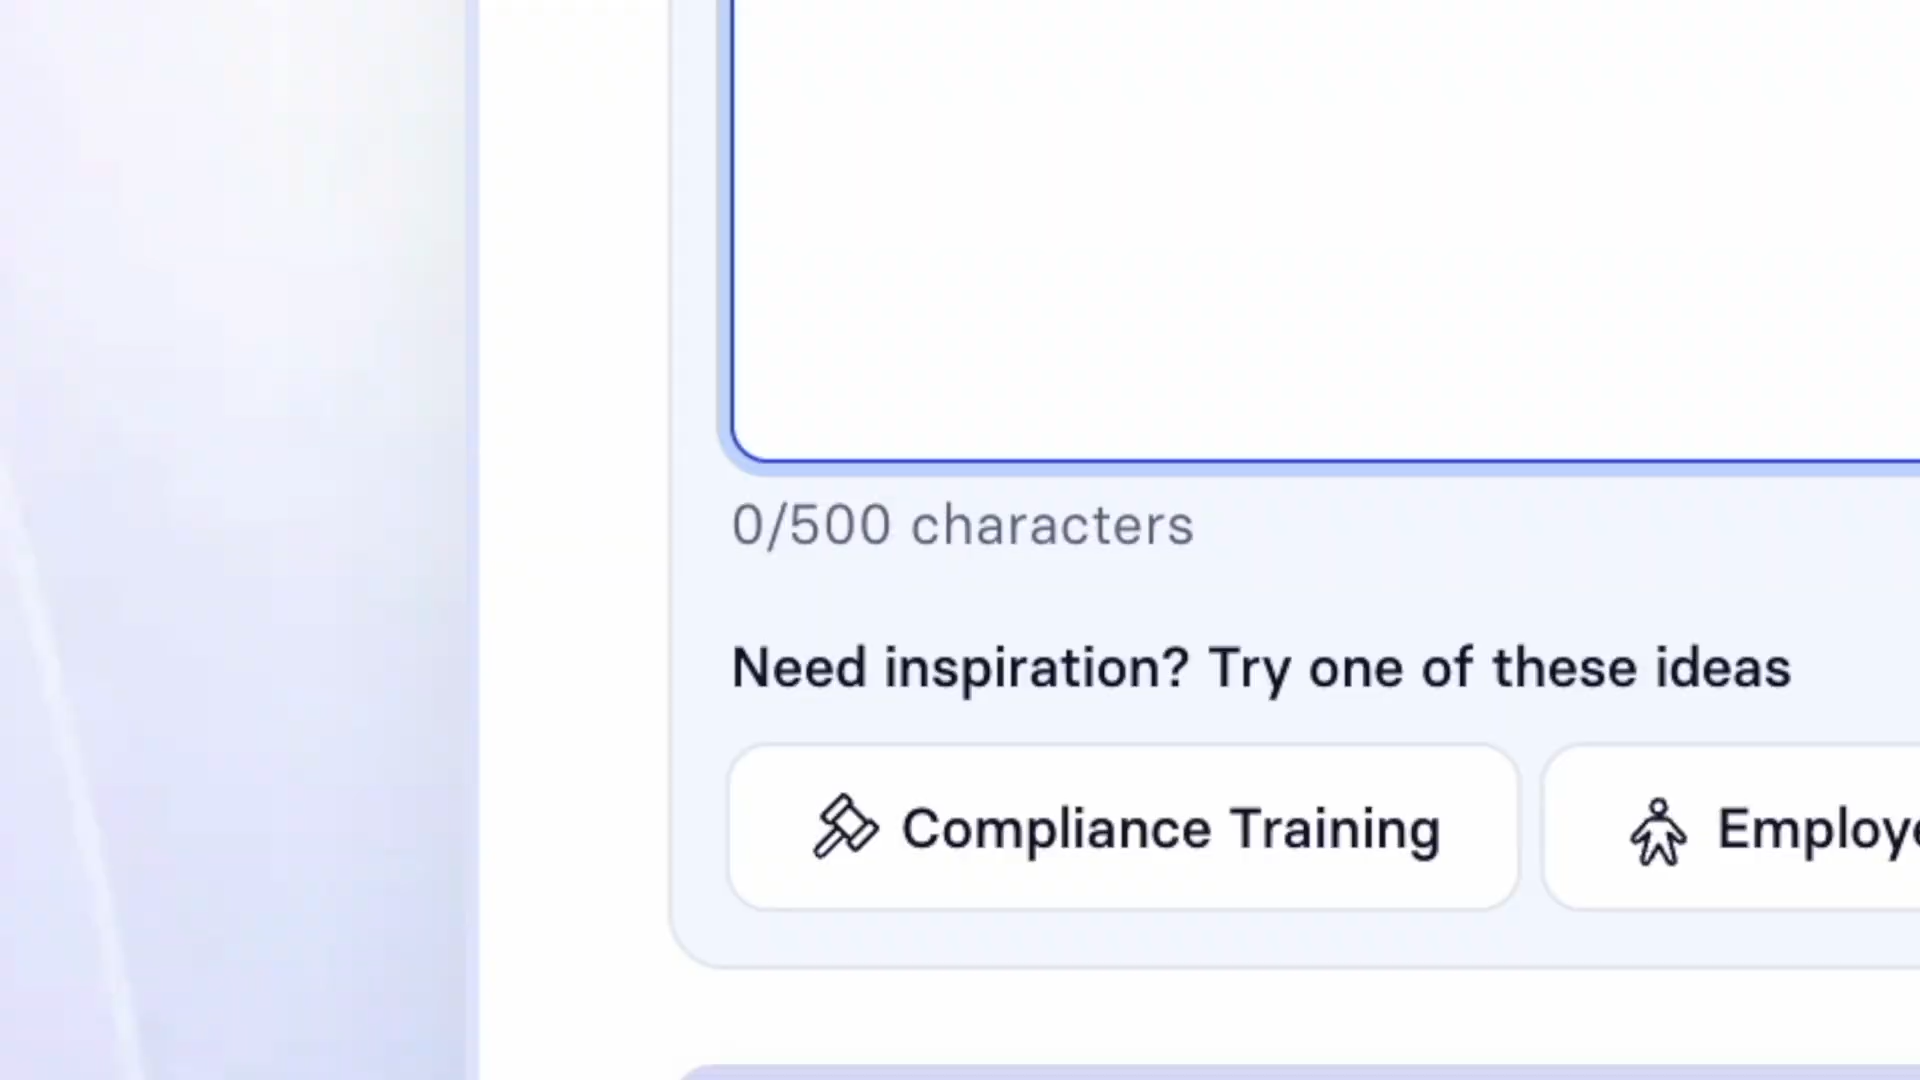 0/500 characters
Need inspiration? Try one of these ideas
Compliance Training